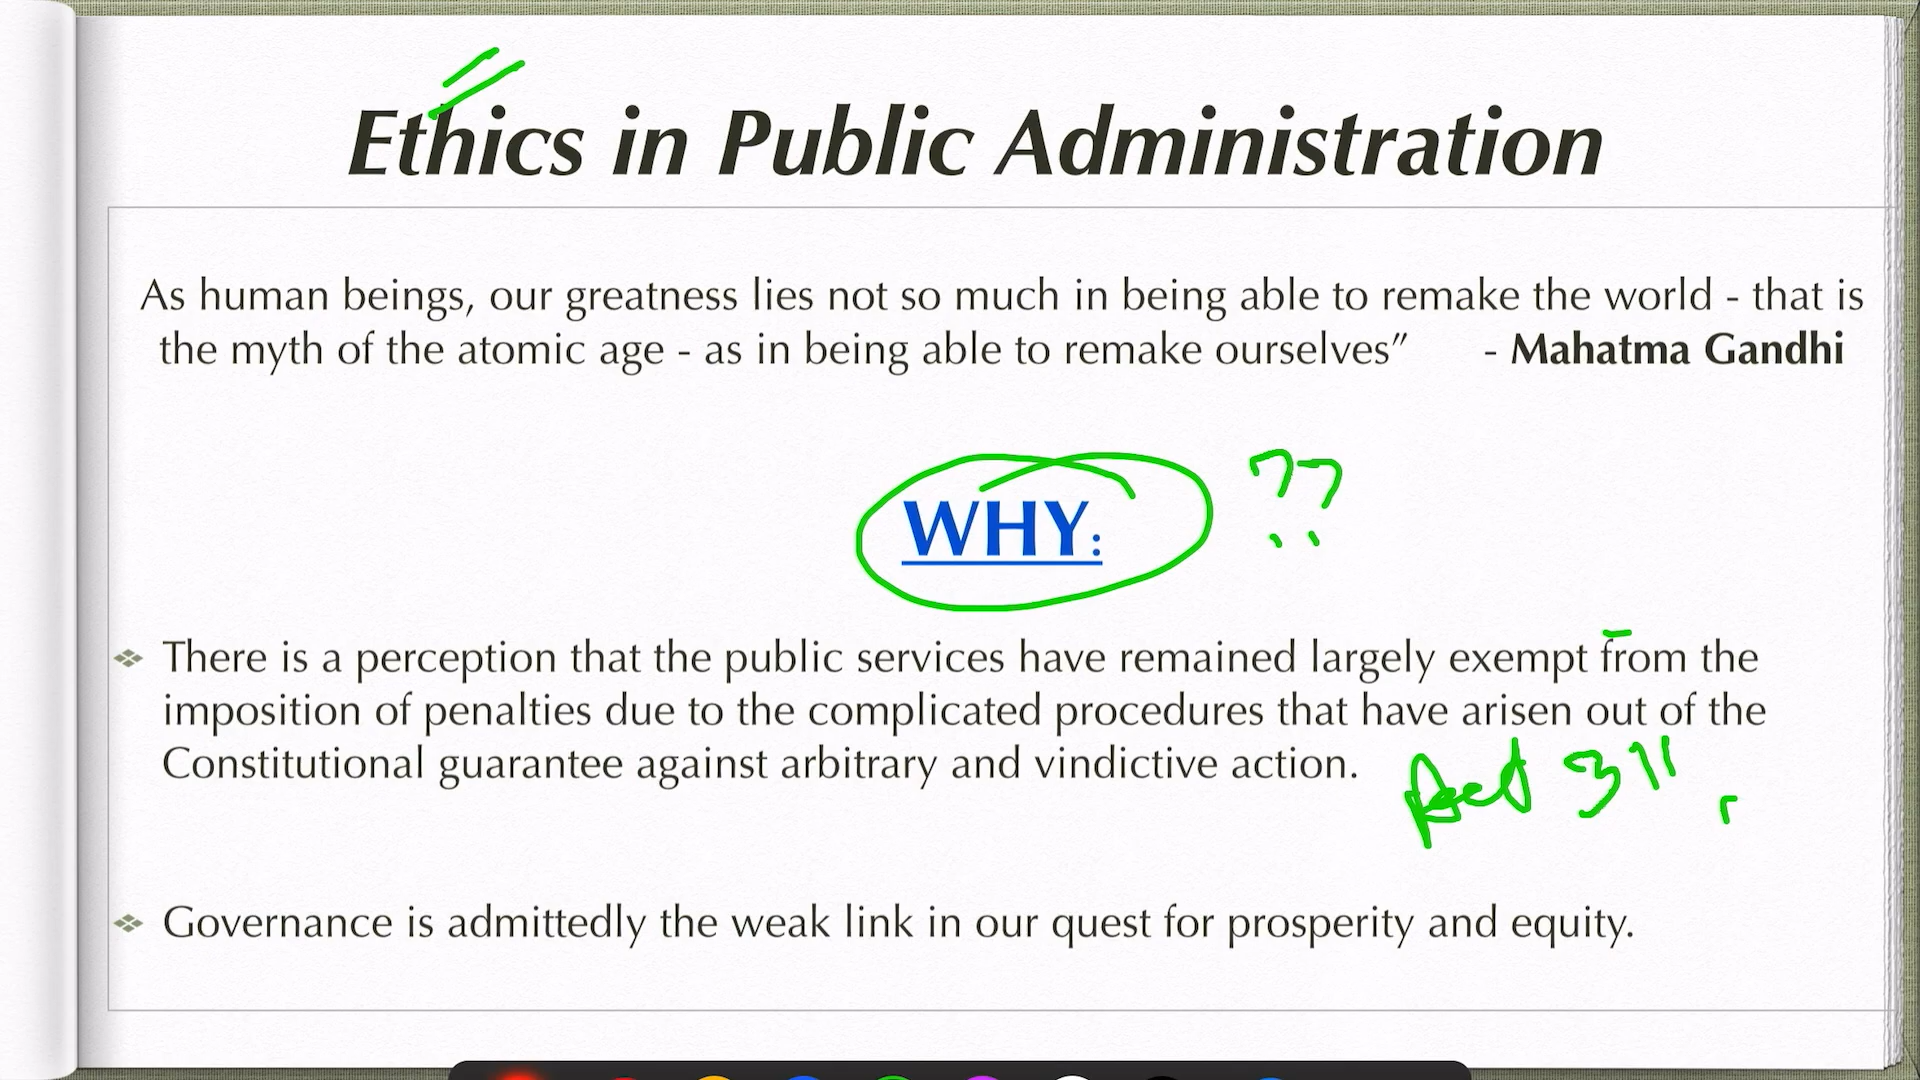 Ethics in Public Administration
As human beings, our greatness lies not so much in being able to remake the world - that is
the myth of the atomic age - as in being able to remake ourselves” - Mahatma Gandhi
WHY: ??
There is a perception that the public services have remained largely exempt from the
imposition of penalties due to the complicated procedures that have arisen out of the
Constitutional guarantee against arbitrary and vindictive action.
311
Governance is admittedly the weak link in our quest for prosperity and equity.